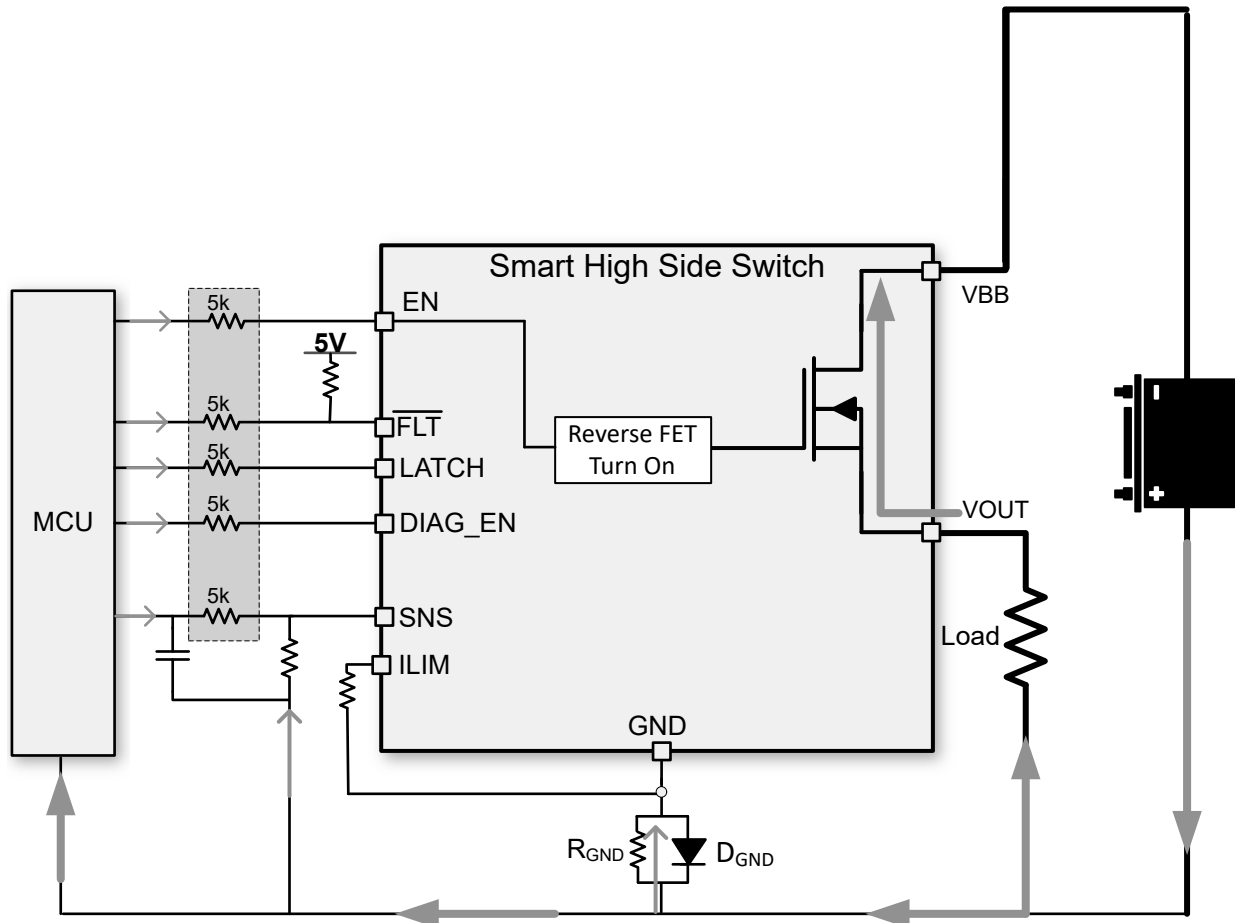 Smart High Side Switch
VBB
5k
EN
5V
5k
FLT
Reverse FET
Turn On
5k
LATCH
MCU
5k
DIAG_EN
VOUT
5k
SNS
Load
ILIM
GND
RGND
DGND